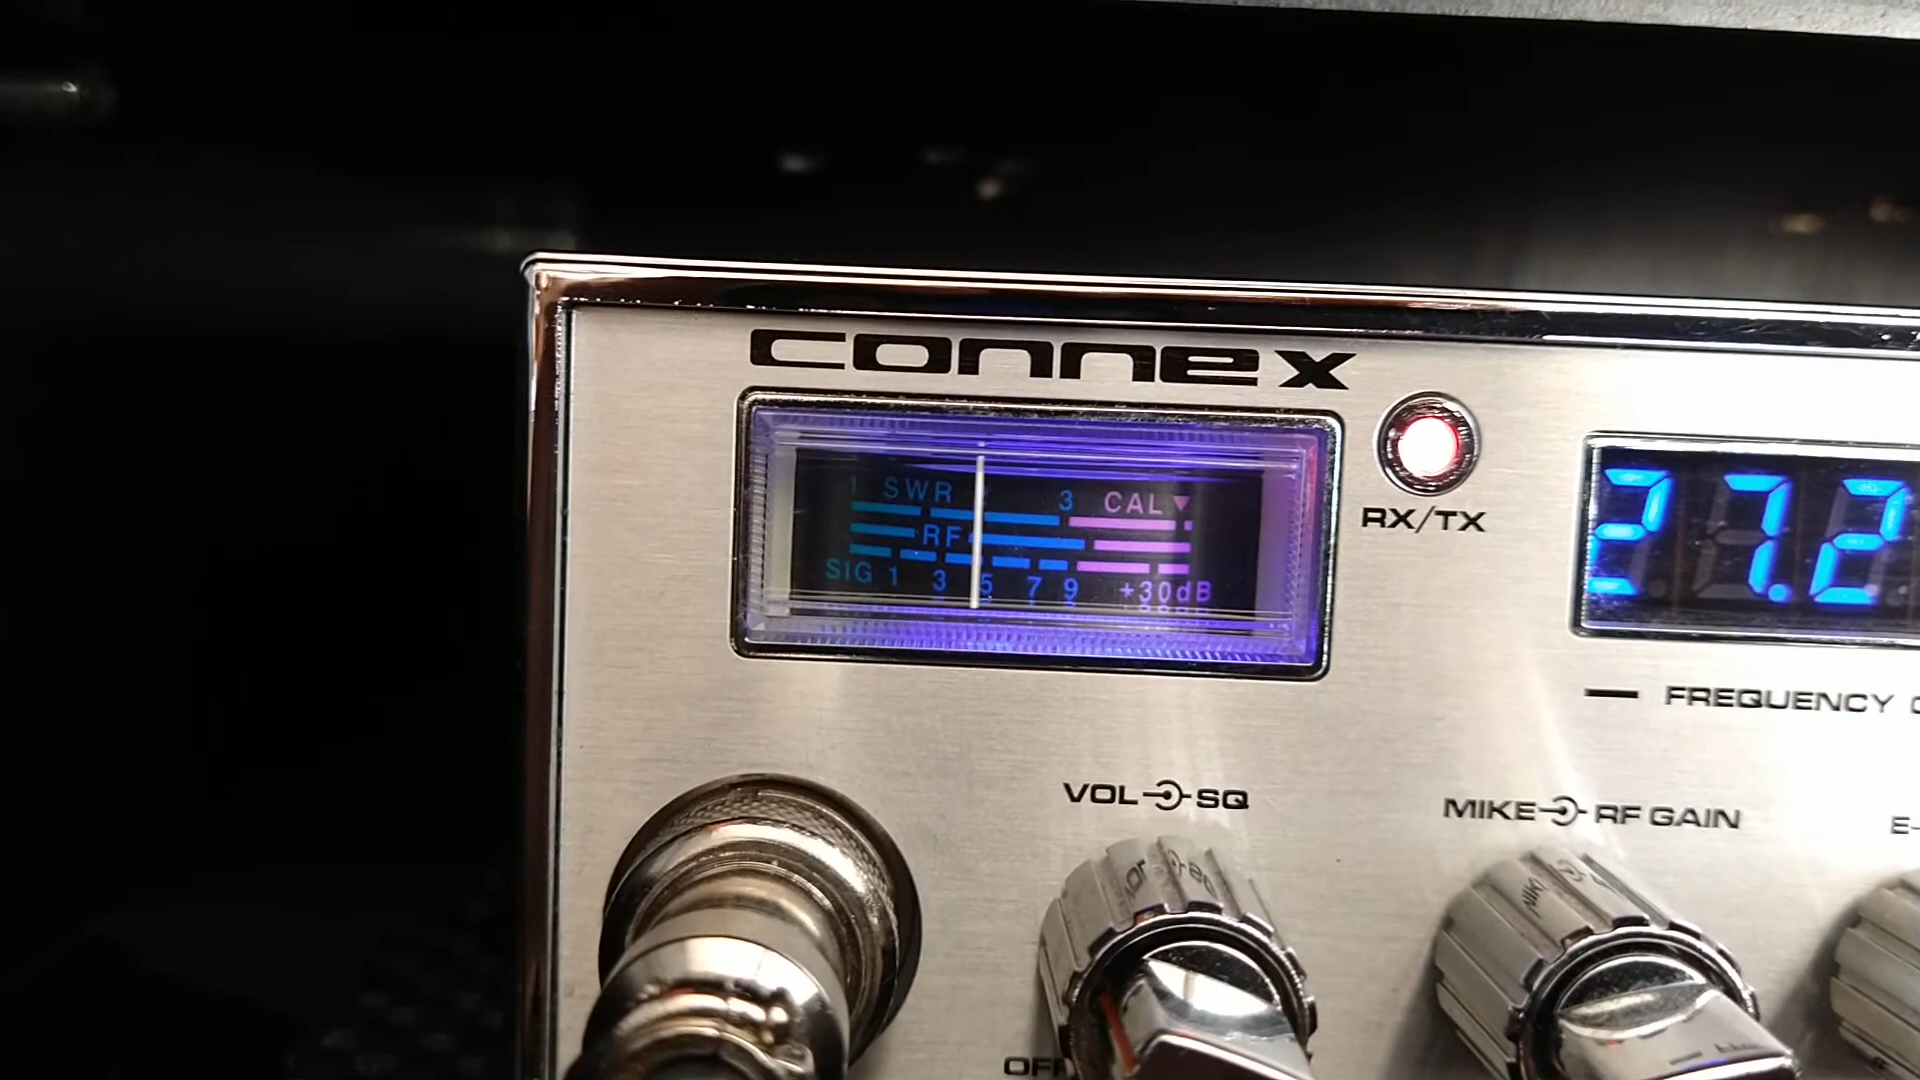 connex
1 SWR 3 CAL▼
RF
SIG 1 3 5 7 9 +30dB
RX/TX
27.2
FREQUENCY
VOL SQ
MIKE RF GAIN
E-
OFF